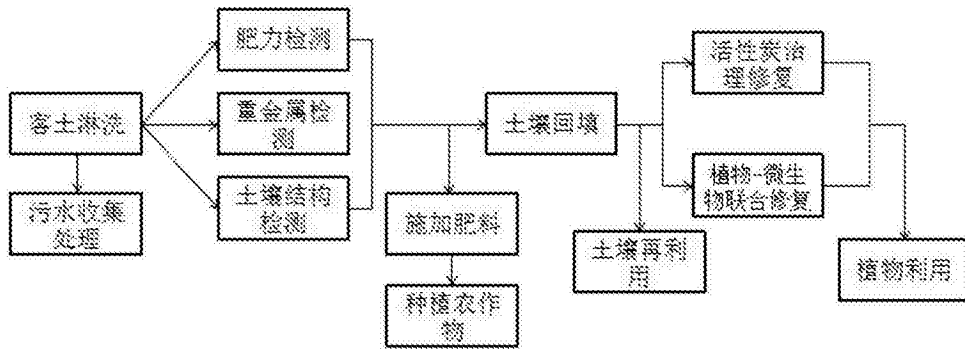 客土淋洗
污水收集
处理
肥力检测
重金属检
测
土壤结构
检测
施加肥料
种植农作
物
土壤回填
土壤再利
用
活性炭治
理修复
植物-微生
物联合修复
植物利用